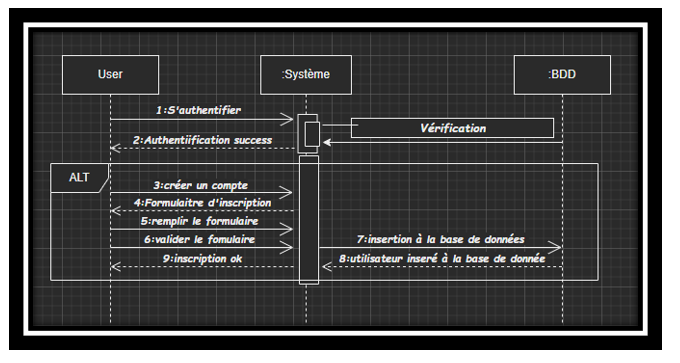 User
:Système
:BDD
1:S'authentifier
Vérification
2:Authentiification success
ALT
3:créer un compte
4:Formulaitre d'inscription
5:remplir le formulaire
6:valider le fomulaire
7:insertion à la base de données
9:inscription ok
8:utilisateur inseré à la base de donnée